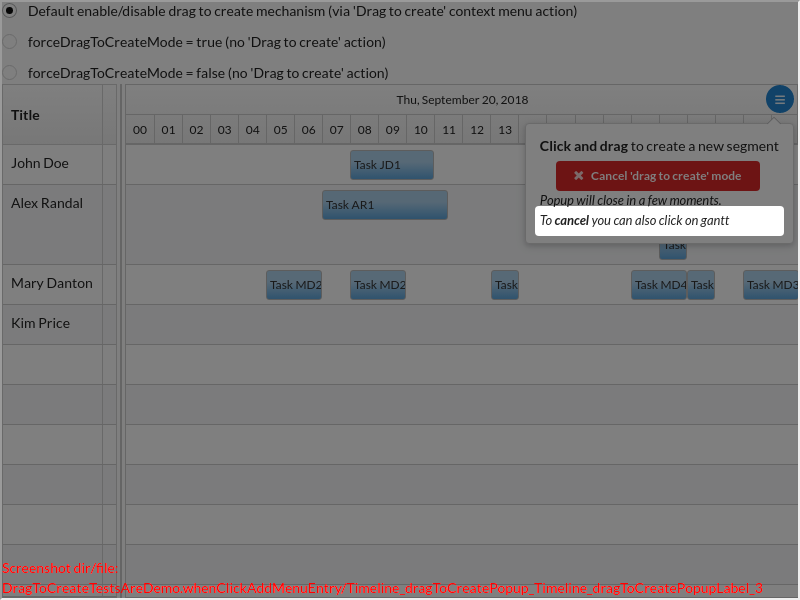 Default enable/disable drag to create mechanism (via 'Drag to create' context menu action)
forceDragToCreateMode = true (no 'Drag to create' action)
forceDragToCreateMode = false (no 'Drag to create' action)
Title
Thu, September 20, 2018
00 01 02 03 04 05 06 07 08 09 10 11 12 13
Click and drag to create a new segment
Cancel 'drag to create' mode
Popup will close in a few moments.
To cancel you can also click on gantt
John Doe
Task JD1
Alex Randal
Task AR1
Task
Mary Danton
Task MD2 Task MD2 Task Task MD4 Task Task MD3
Kim Price
Screenshot dir/file:
DragToCreateTestsAreDemo.whenClickAddMenuEntry/Timeline_dragToCreatePopup_Timeline_dragToCreatePopupLabel_3